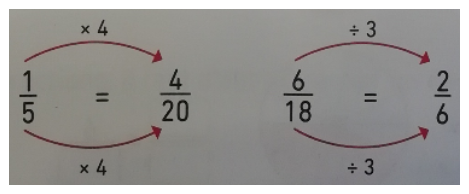 × 4 ÷ 3
1/5 = 4/20 6/18 = 2/6
× 4 ÷ 3